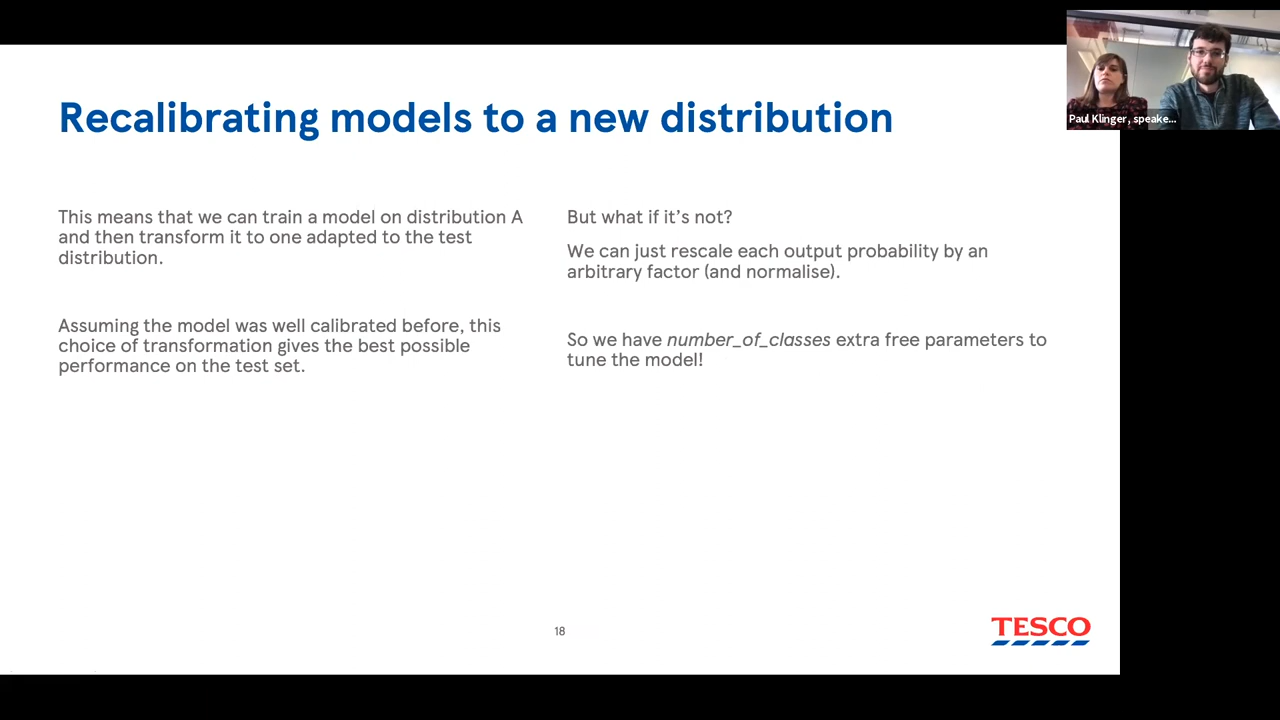 Recalibrating models to a new distribution
This means that we can train a model on distribution A
and then transform it to one adapted to the test
distribution.
Assuming the model was well calibrated before, this
choice of transformation gives the best possible
performance on the test set.
But what if it’s not?
We can just rescale each output probability by an
arbitrary factor (and normalise).
So we have number_of_classes extra free parameters to
tune the model!
18
TESCO
Paul Klinger, speake...